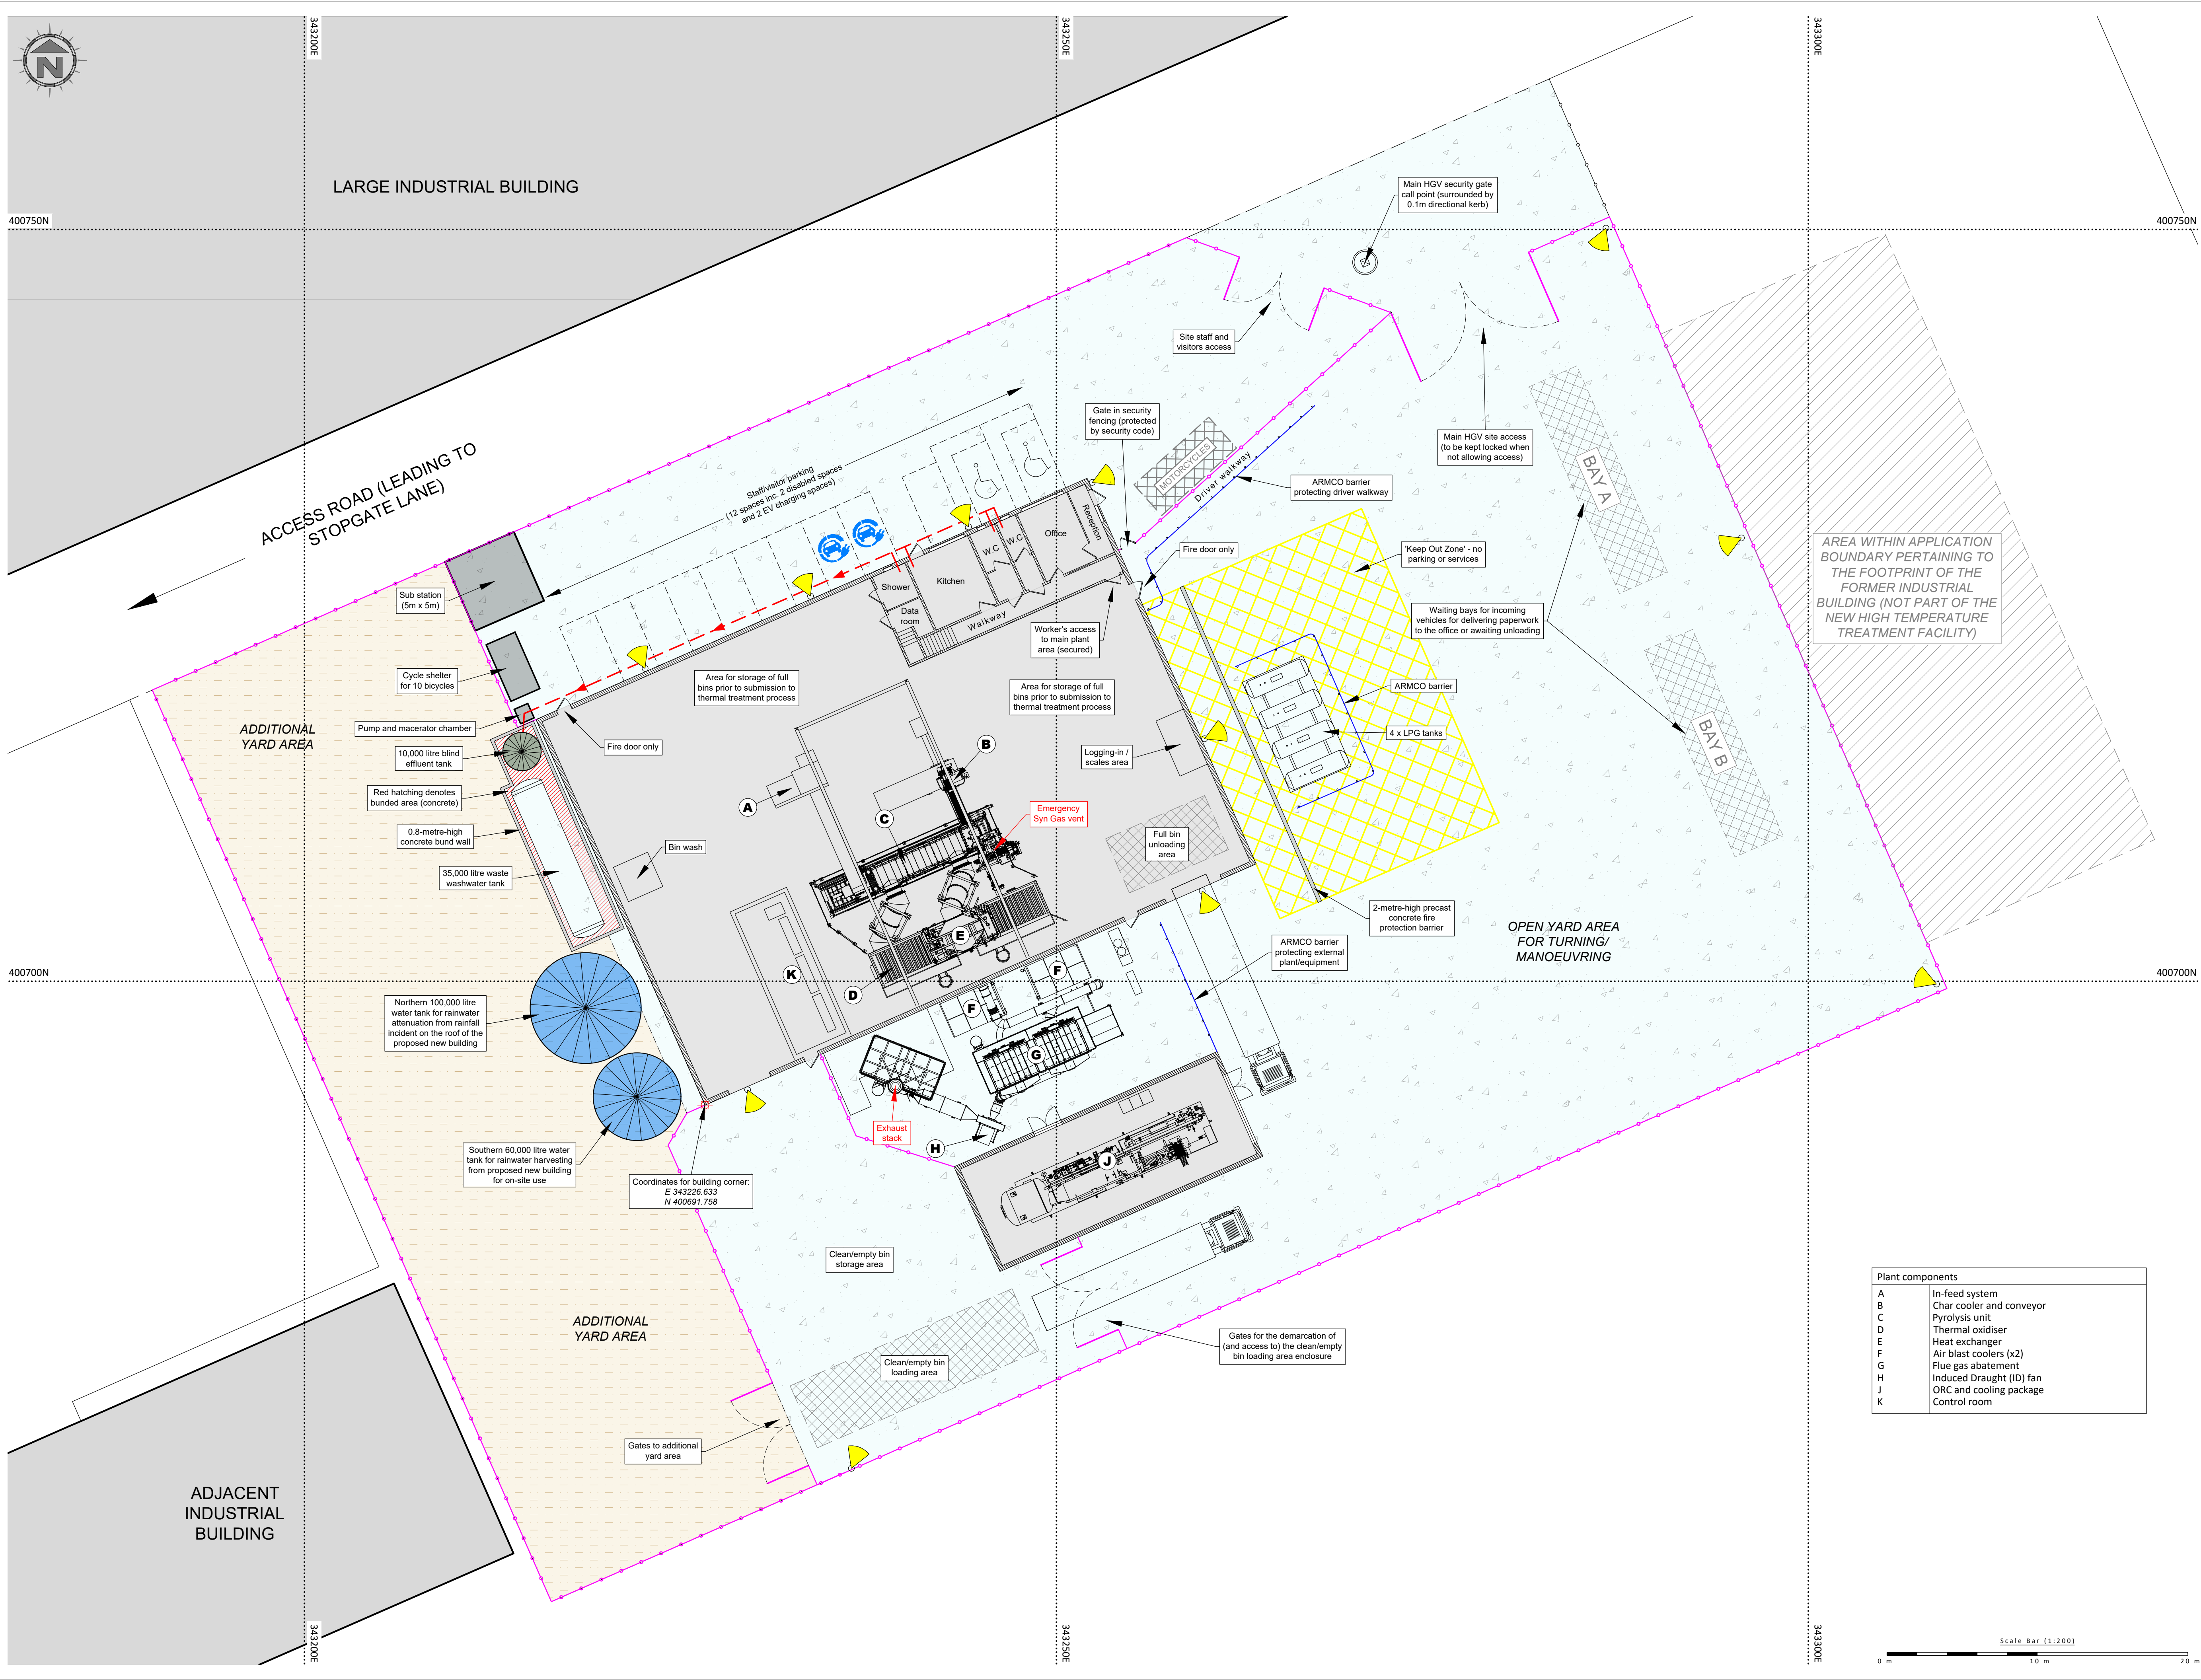 343200E
343250E
343300E
N
LARGE INDUSTRIAL BUILDING
400750N
400750N
Main HGV security gate
call point (surrounded by
0.1m directional kerb)
Site staff and
visitors access
Gate in security
fencing (protected
by security code)
MOTORCYCLES
Driver walkway
Main HGV site access
(to be kept locked when
not allowing access)
BAY A
ARMCO barrier
protecting driver walkway
ACCESS ROAD (LEADING TO
STOPGATE LANE)
Staff/visitor parking
(12 spaces inc. 2 disabled spaces
and 2 EV charging spaces)
Reception
Office
W.C
W.C
Kitchen
Shower
Data
room
Walkway
Fire door only
'Keep Out Zone' - no
parking or services
AREA WITHIN APPLICATION
BOUNDARY PERTAINING TO
THE FOOTPRINT OF THE
FORMER INDUSTRIAL
BUILDING (NOT PART OF THE
NEW HIGH TEMPERATURE
TREATMENT FACILITY)
Sub station
(5m x 5m)
Worker's access
to main plant
area (secured)
Waiting bays for incoming
vehicles for delivering paperwork
to the office or awaiting unloading
Cycle shelter
for 10 bicycles
Area for storage of full
bins prior to submission to
thermal treatment process
Area for storage of full
bins prior to submission to
thermal treatment process
ARMCO barrier
Pump and macerator chamber
ADDITIONAL
YARD AREA
4 x LPG tanks
BAY B
Fire door only
10,000 litre blind
effluent tank
Logging-in /
scales area
B
A
C
Red hatching denotes
bunded area (concrete)
Emergency
Syn Gas vent
0.8-metre-high
concrete bund wall
Bin wash
Full bin
unloading
area
35,000 litre waste
washwater tank
2-metre-high precast
concrete fire
protection barrier
OPEN YARD AREA
FOR TURNING/
MANOEUVRING
E
ARMCO barrier
protecting external
plant/equipment
400700N
400700N
K
F
D
F
Northern 100,000 litre
water tank for rainwater
attenuation from rainfall
incident on the roof of the
proposed new building
G
Exhaust
stack
H
J
Southern 60,000 litre water
tank for rainwater harvesting
from proposed new building
for on-site use
Coordinates for building corner:
E 343226.633
N 400691.758
Clean/empty bin
storage area
ADDITIONAL
YARD AREA
Gates for the demarcation of
(and access to) the clean/empty
bin loading area enclosure
Clean/empty bin
loading area
Gates to additional
yard area
Plant components
A In-feed system
B Char cooler and conveyor
C Pyrolysis unit
D Thermal oxidiser
E Heat exchanger
F Air blast coolers (x2)
G Flue gas abatement
H Induced Draught (ID) fan
J ORC and cooling package
K Control room
ADJACENT
INDUSTRIAL
BUILDING
343200E
343250E
343300E
Scale Bar (1:200)
0 m 10 m 20 m